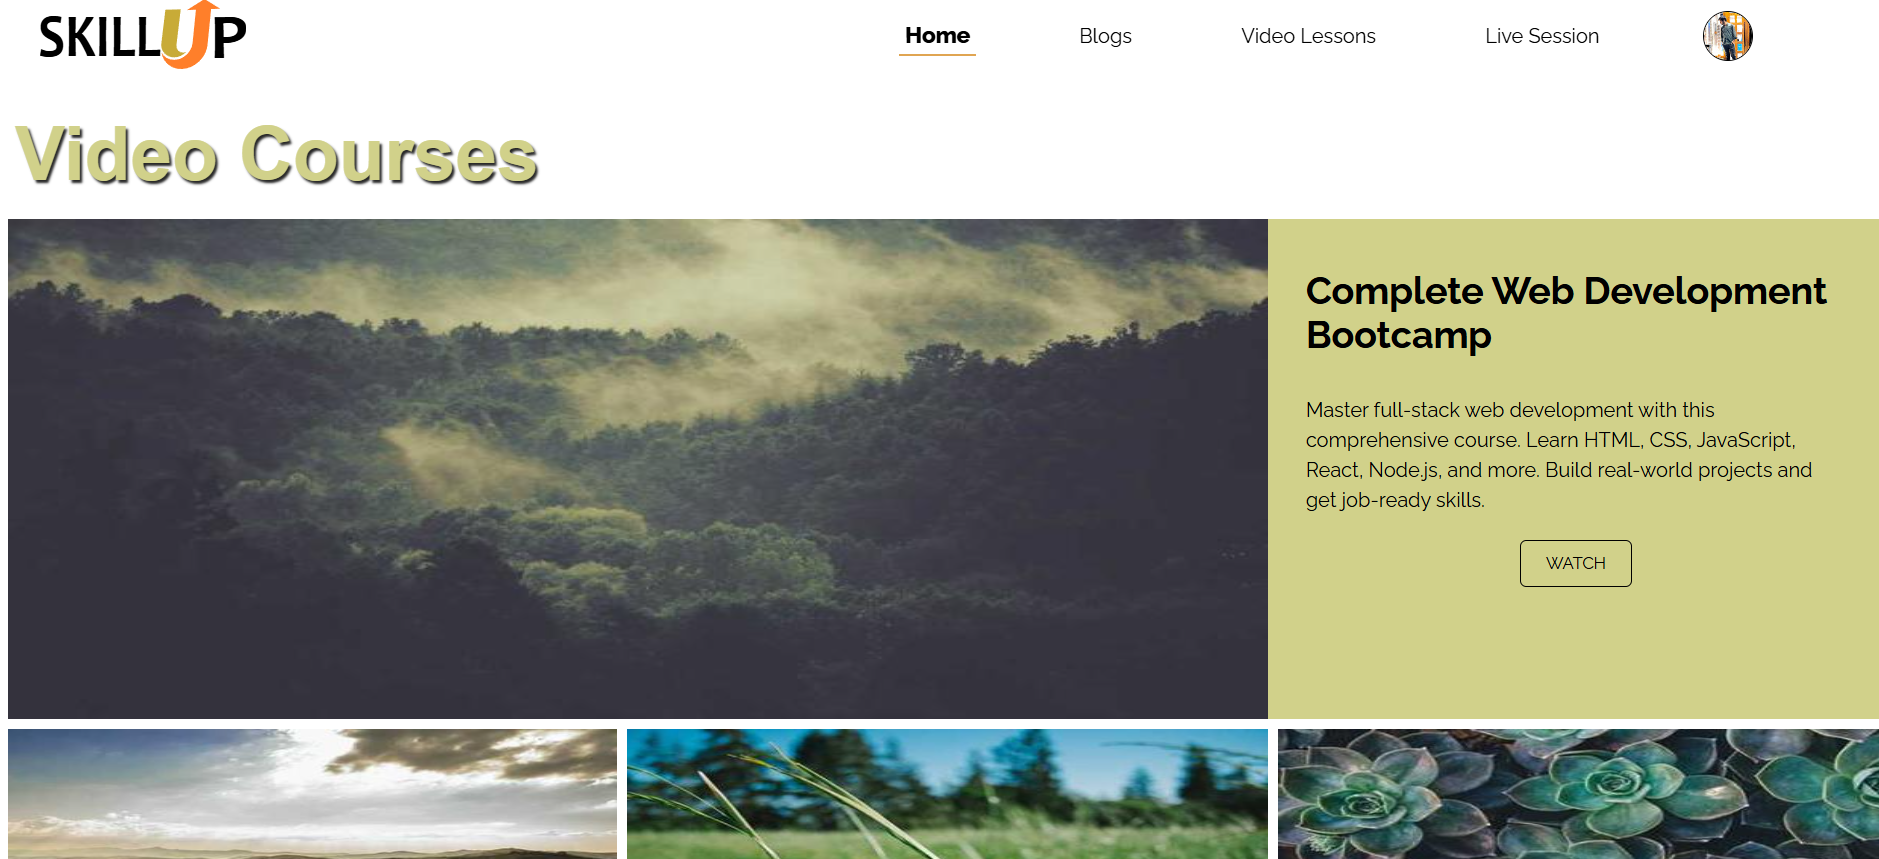 SKILLUP
Home Blogs Video Lessons Live Session
Video Courses
Complete Web Development
Bootcamp
Master full-stack web development with this
comprehensive course. Learn HTML, CSS, JavaScript,
React, Node.js, and more. Build real-world projects and
get job-ready skills.
WATCH